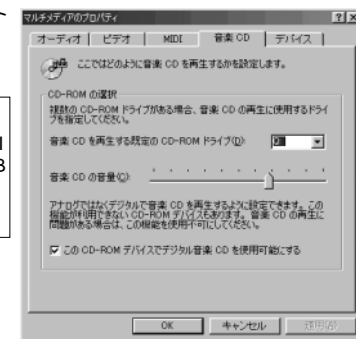 マルチメディアのプロパティ
オーディオ ビデオ MIDI 音楽 CD デバイス
ここではどのように音楽 CD を再生するかを設定します。
CD-ROM の選択
複数の CD-ROM ドライブがある場合、音楽 CD の再生に使用するドライ
ブを指定してください。
音楽 CD を再生する既定の CD-ROM ドライブ(D):
音楽 CD の音量(C):
アナログではなくデジタルで音楽 CD を再生するように設定できます。この
機能が利用できない CD-ROM デバイスもあります。音楽 CD の再生に
問題がある場合は、この機能を使用不可にしてください。
この CD-ROM デバイスでデジタル音楽 CD を使用可能にする
OK キャンセル 適用(A)